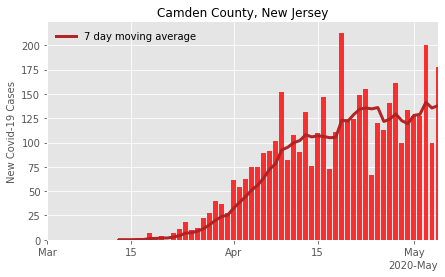 Camden County, New Jersey
7 day moving average
New Covid-19 Cases
200
175
150
125
100
75
50
25
0
Mar 15 Apr 15 May
2020-May